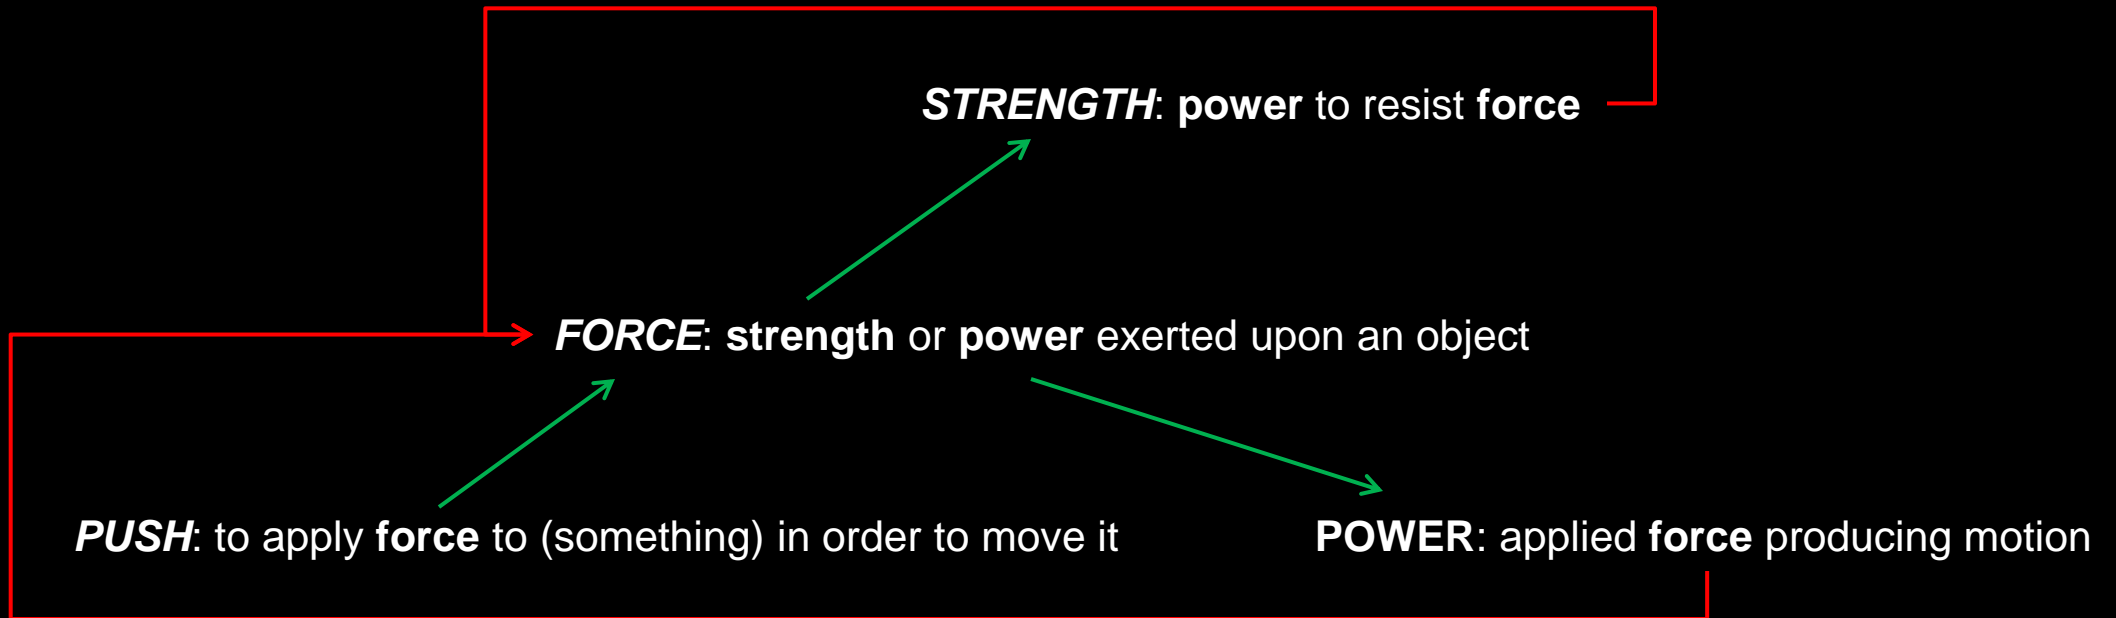 STRENGTH: power to resist force
FORCE: strength or power exerted upon an object
PUSH: to apply force to (something) in order to move it
POWER: applied force producing motion